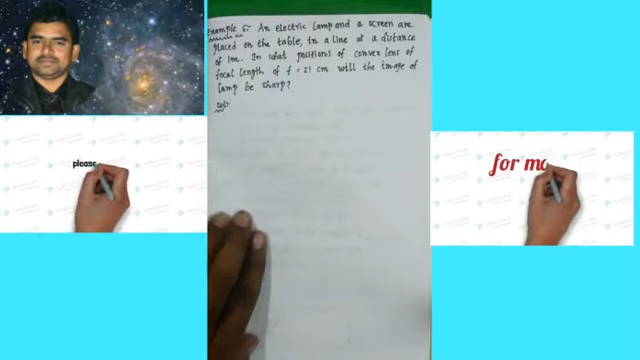 Example 6:- An electric lamp and a screen are
placed on the table, in a line at a distance
of 1m. In what positions of convex lens of
focal length of f = 21 cm will the image of
lamp be sharp?
Sol:-
please
for mo